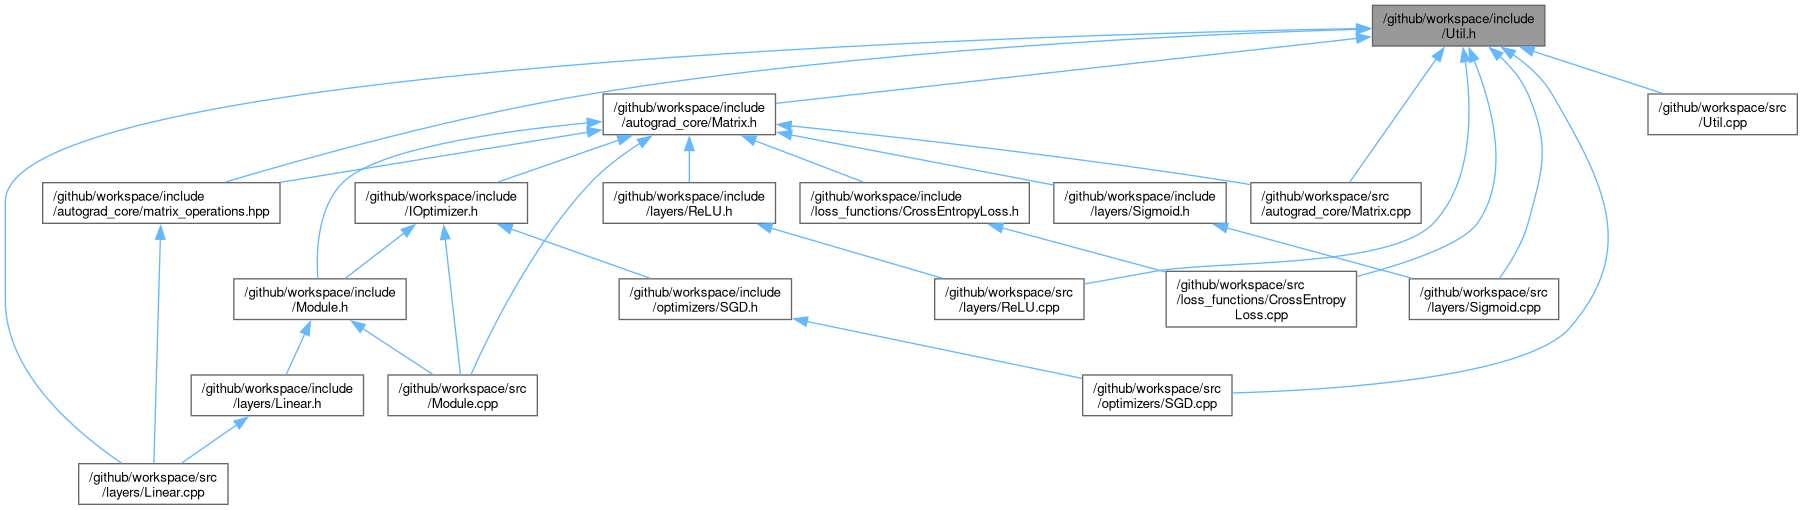 /github/workspace/include
/Util.h
/github/workspace/include
/autograd_core/Matrix.h
/github/workspace/src
/Util.cpp
/github/workspace/include
/autograd_core/matrix_operations.hpp
/github/workspace/include
/IOptimizer.h
/github/workspace/include
/layers/ReLU.h
/github/workspace/include
/loss_functions/CrossEntropyLoss.h
/github/workspace/include
/layers/Sigmoid.h
/github/workspace/src
/autograd_core/Matrix.cpp
/github/workspace/include
/Module.h
/github/workspace/include
/optimizers/SGD.h
/github/workspace/src
/layers/ReLU.cpp
/github/workspace/src
/loss_functions/CrossEntropy
Loss.cpp
/github/workspace/src
/layers/Sigmoid.cpp
/github/workspace/include
/layers/Linear.h
/github/workspace/src
/Module.cpp
/github/workspace/src
/optimizers/SGD.cpp
/github/workspace/src
/layers/Linear.cpp